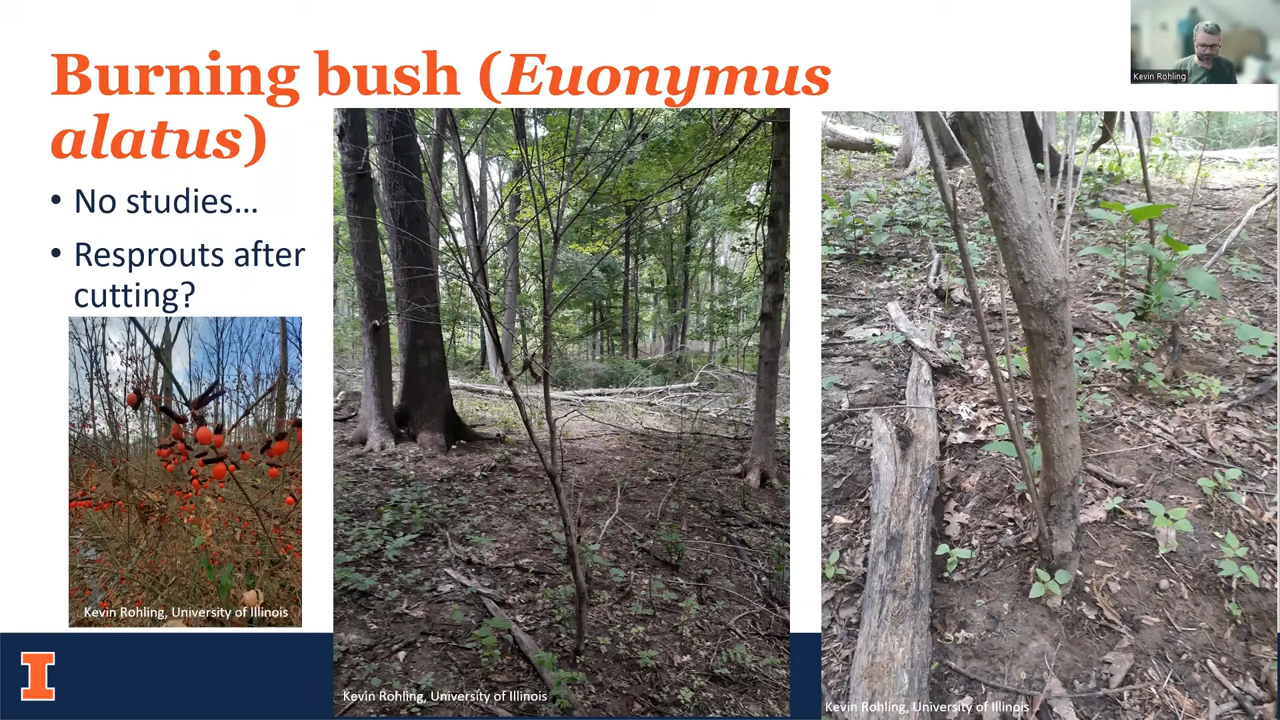 Burning bush (Euonymus
alatus)
• No studies...
• Resprouts after
cutting?
Kevin Rohling, University of Illinois
Kevin Rohling, University of Illinois
Kevin Rohling, University of Illinois
Kevin Rohling
I